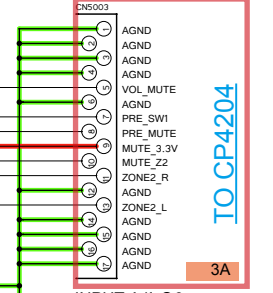 CN5003
1 AGND
2 AGND
3 AGND
4 AGND
5 VOL_MUTE
6 AGND
7 PRE_SW1
8 PRE_MUTE
9 MUTE_3.3V
10 MUTE_Z2
11 ZONE2_R
12 AGND
13 ZONE2_L
14 AGND
15 AGND
16 AGND
17 AGND
TO CP4204
3A